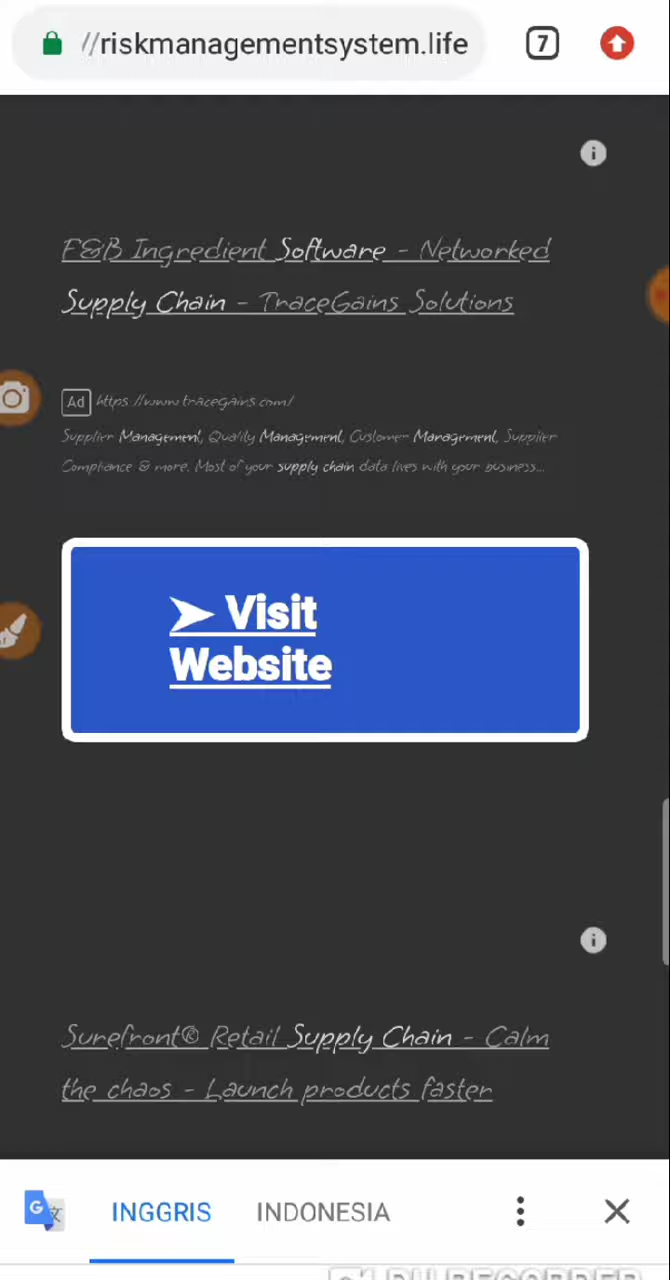 //riskmanagementsystem.life
7
F&B Ingredient Software - Networked
Supply Chain - TraceGains Solutions
Ad https://www.tracegains.com/
Supplier Management, Quality Management, Customer Management, Supplier
Compliance & more. Most of your supply chain data lives with your business...
➤ Visit
Website
Surefront® Retail Supply Chain - Calm
the chaos - Launch products faster
INGGRIS INDONESIA
DU RECORDER